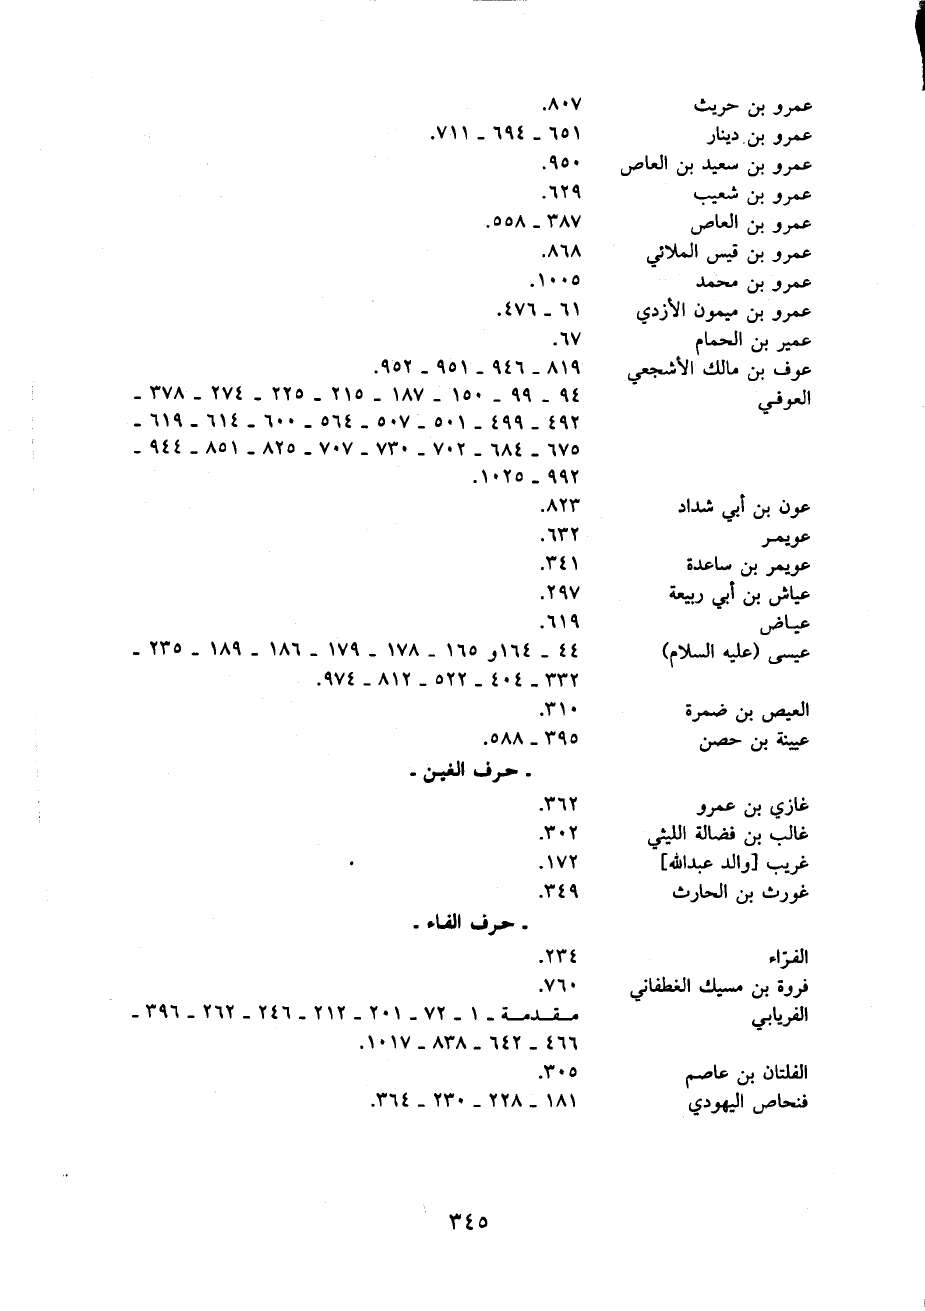 عمرو بن حريث ٨٠٧.
عمرو بن دينار ٦٥١ ـ ٦٩٤ ـ ٧١١.
عمرو بن سعيد بن العاص ٩٥٠.
عمرو بن شعيب ٦٢٩.
عمرو بن العاص ٣٨٧ ـ ٥٥٨.
عمرو بن قيس الملائي ٨٦٨.
عمرو بن محمد ١٠٠٥.
عمرو بن ميمون الأزدي ٦١ ـ ٤٧٦.
عمير بن الحمام ٦٧.
عوف بن مالك الأشجعي ٨١٩ ـ ٩٤٦ ـ ٩٥١ ـ ٩٥٢.
العوفي ٩٤ ـ ٩٩ ـ ١٥٠ ـ ١٨٧ ـ ٢١٥ ـ ٢٢٥ ـ ٢٧٤ ـ ٣٧٨ ـ
٤٩٢ ـ ٤٩٩ ـ ٥٠١ ـ ٥٠٧ ـ ٥٦٤ ـ ٦٠٠ ـ ٦١٤ ـ ٦١٩ ـ
٦٧٥ ـ ٦٨٤ ـ ٧٠٢ ـ ٧٣٠ ـ ٧٠٧ ـ ٨٢٥ ـ ٨٥١ ـ ٩٤٤ ـ
٩٩٢ ـ ١٠٢٥.
عون بن أبي شداد ٨٢٣.
عويمر ٦٣٢.
عويمر بن ساعدة ٣٤١.
عياش بن أبي ربيعة ٢٩٧.
عياض ٦١٩.
عيسى (عليه السلام) ٤٤ ـ ١٦٤و ١٦٥ ـ ١٧٨ ـ ١٧٩ ـ ١٨٦ ـ ١٨٩ ـ ٢٣٥ ـ
٣٣٢ ـ ٤٠٤ ـ ٥٢٢ ـ ٨١٢ ـ ٩٧٤.
العيص بن ضمرة ٣١٠.
عيينة بن حصن ٣٩٥ ـ ٥٨٨.
ـ حرف الغين ـ
غازي بن عمرو ٣٦٢.
غالب بن فضالة الليثي ٣٠٢.
غريب [والد عبدالله] ١٧٢.
غورث بن الحارث ٣٤٩.
ـ حرف الفاء ـ
الفرّاء ٢٣٤.
فروة بن مسيك الغطفاني ٧٦٠.
الفريابي مقدمة ـ ١ ـ ٧٢ ـ ٢٠١ ـ ٢١٢ ـ ٢٤٦ ـ ٢٦٢ ـ ٣٩٦ ـ
٤٦٦ ـ ٦٤٢ ـ ٨٣٨ ـ ١٠١٧.
الفلتان بن عاصم ٣٠٥.
فنحاص اليهودي ١٨١ ـ ٢٢٨ ـ ٢٣٠ ـ ٣٦٤.
٣٤٥